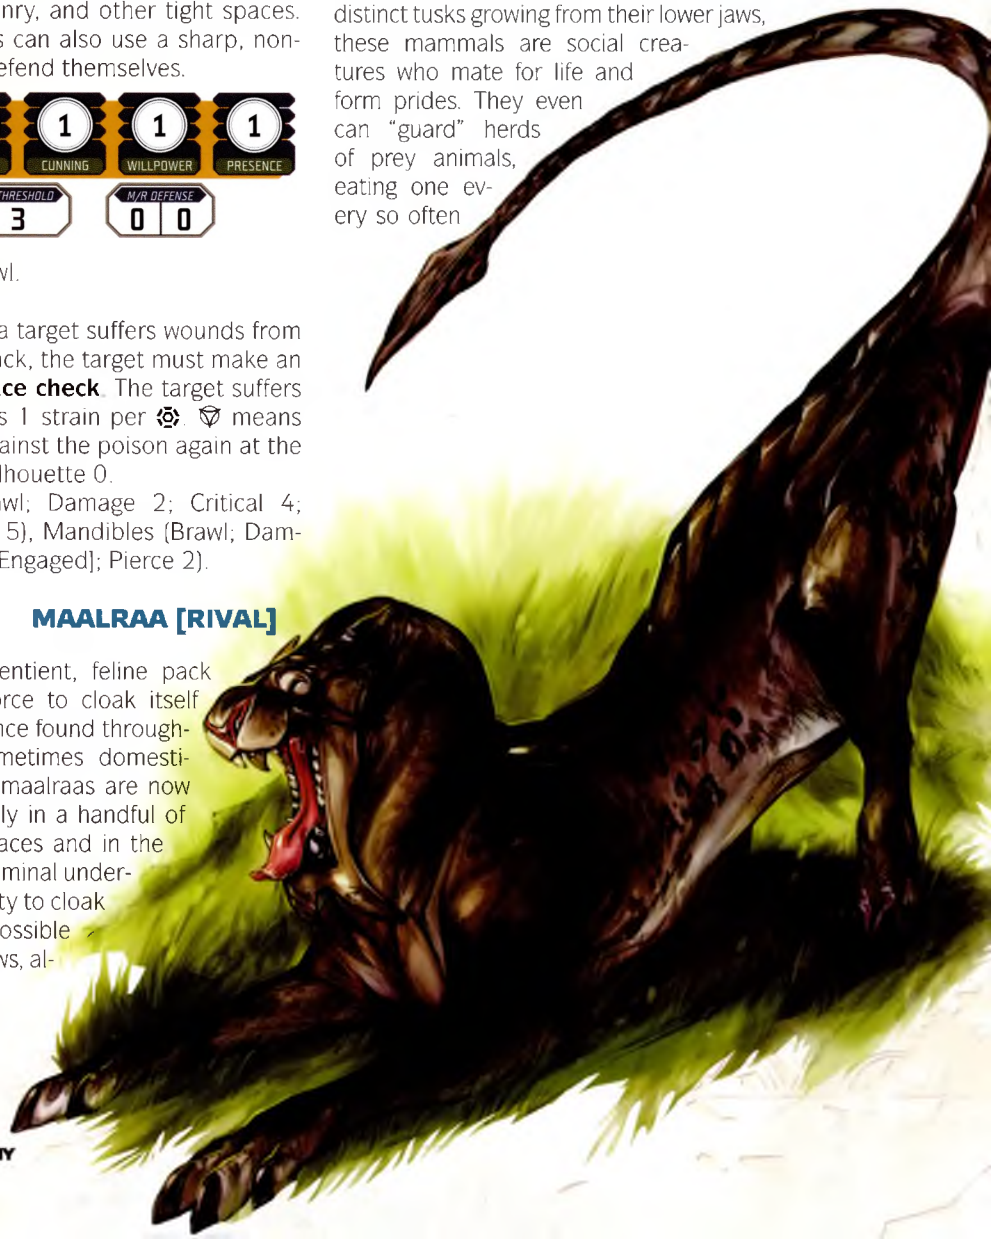 nry, and other tight spaces.
s can also use a sharp, non-
efend themselves.
1 1 1
CUNNING WILLPOWER PRESENCE
THRESHOLD M/R DEFENSE
3 0 0
wl.
a target suffers wounds from
ack, the target must make an
ce check. The target suffers
s 1 strain per . means
ainst the poison again at the
lhouette 0.
wl; Damage 2; Critical 4;
5), Mandibles (Brawl; Dam-
Engaged]; Pierce 2).
MAALRAA [RIVAL]
entient, feline pack
orce to cloak itself
nce found through-
metimes domesti-
maalraas are now
ly in a handful of
aces and in the
minal under-
ty to cloak
ossible
ws, al-
NY
distinct tusks growing from their lower jaws,
these mammals are social crea-
tures who mate for life and
form prides. They even
can “guard” herds
of prey animals,
eating one ev-
ery so often